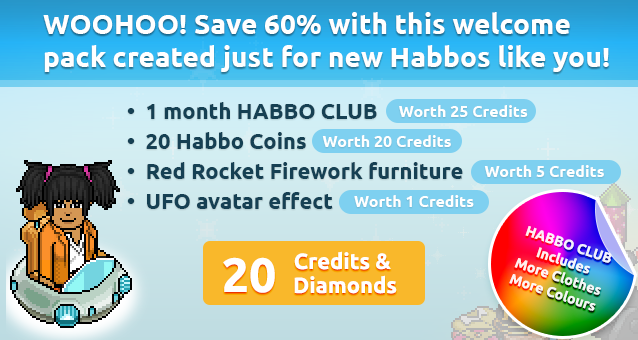 WOOHOO! Save 60% with this welcome
pack created just for new Habbos like you!
• 1 month HABBO CLUB Worth 25 Credits
• 20 Habbo Coins Worth 20 Credits
• Red Rocket Firework furniture Worth 5 Credits
• UFO avatar effect Worth 1 Credits
20 Credits &
Diamonds
HABBO CLUB
Includes
More Clothes
More Colours